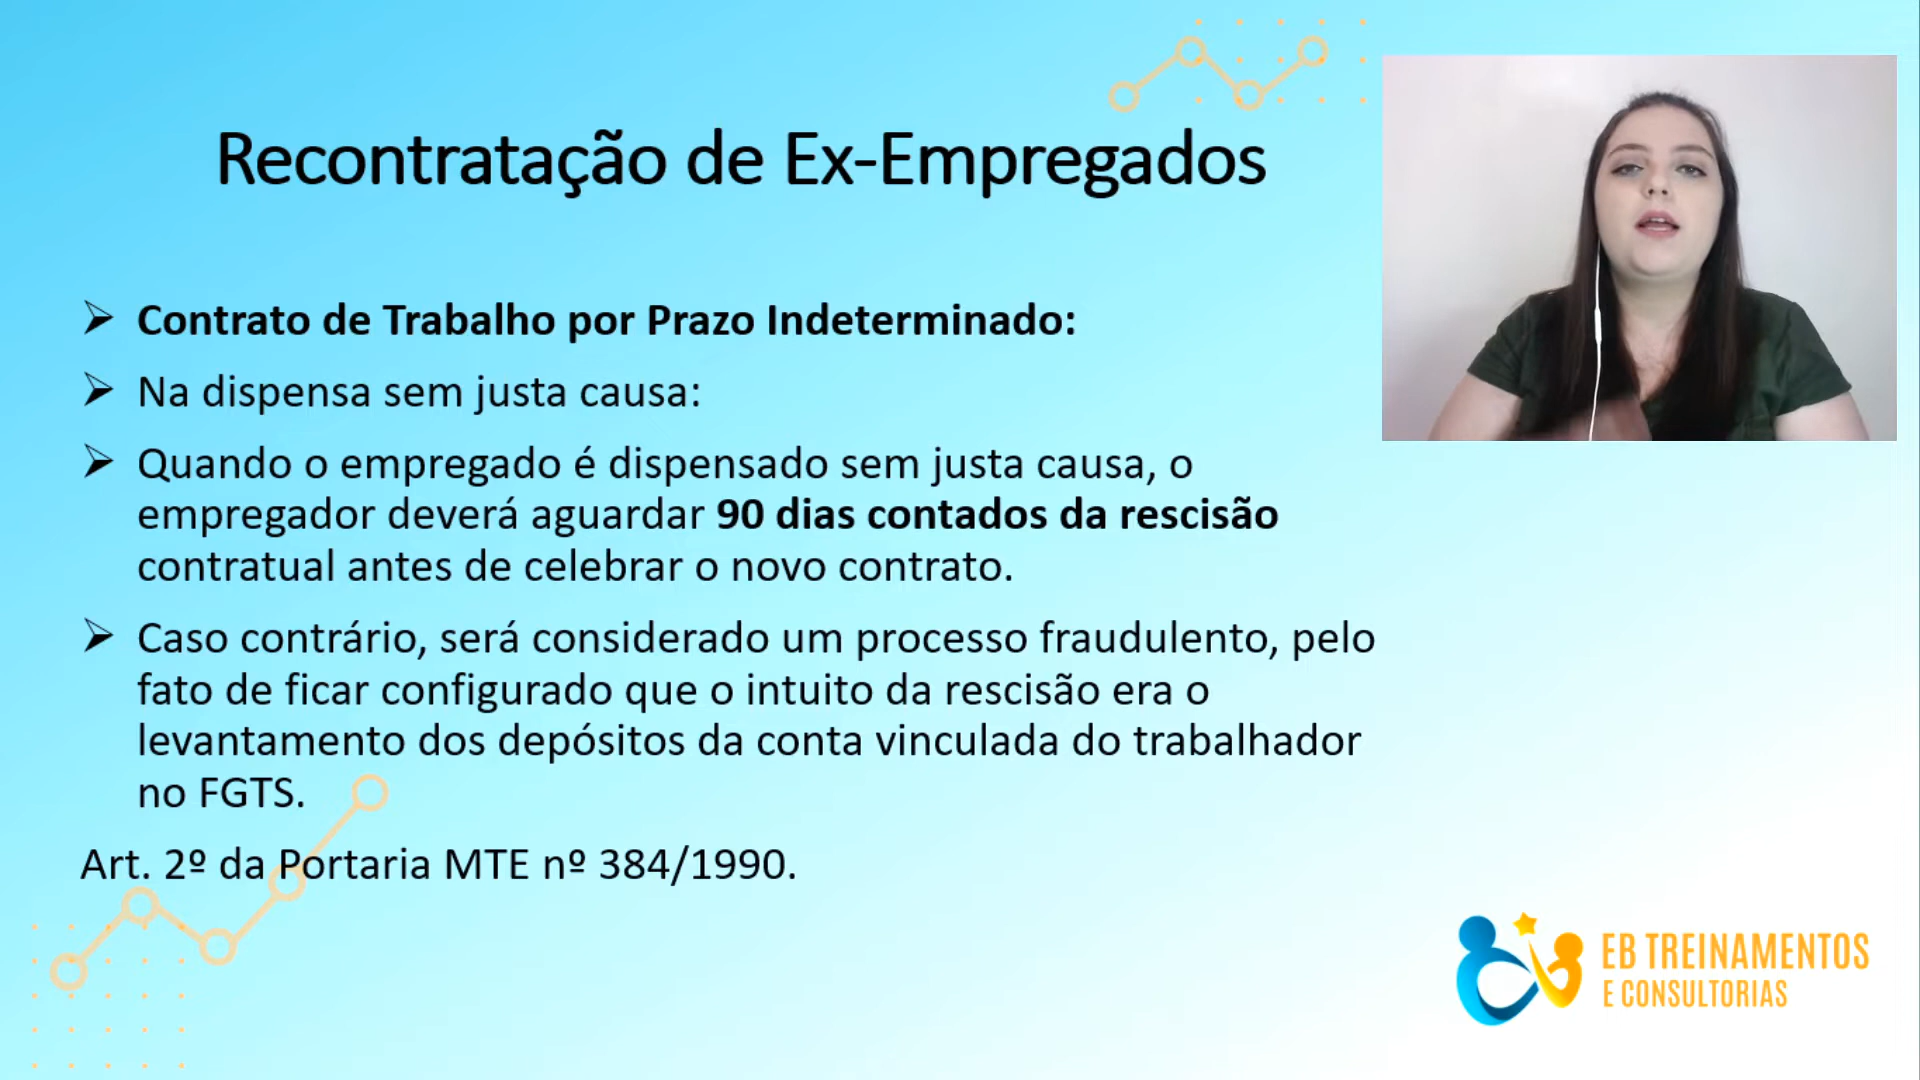 Recontratação de Ex-Empregados
Contrato de Trabalho por Prazo Indeterminado:
Na dispensa sem justa causa:
Quando o empregado é dispensado sem justa causa, o
empregador deverá aguardar 90 dias contados da rescisão
contratual antes de celebrar o novo contrato.
Caso contrário, será considerado um processo fraudulento, pelo
fato de ficar configurado que o intuito da rescisão era o
levantamento dos depósitos da conta vinculada do trabalhador
no FGTS.
Art. 2º da Portaria MTE nº 384/1990.
EB TREINAMENTOS
E CONSULTORIAS